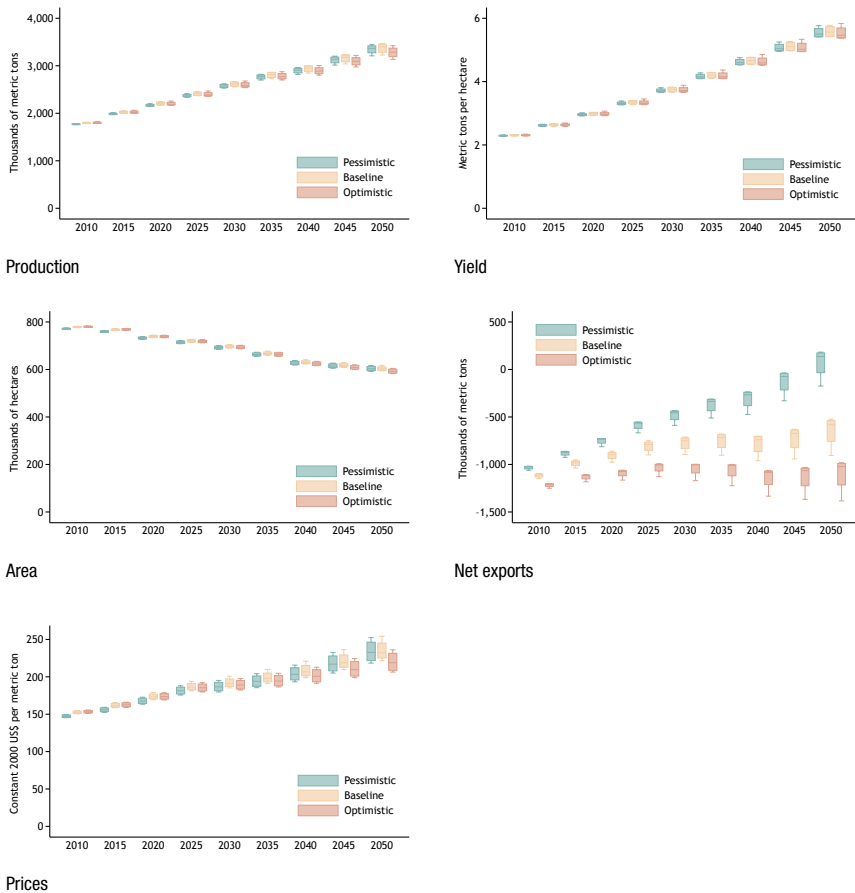 Thousands of metric tons
4,000
3,000
2,000
1,000
0
Pessimistic
Baseline
Optimistic
2010 2015 2020 2025 2030 2035 2040 2045 2050
Production
Metric tons per hectare
6
4
2
0
Pessimistic
Baseline
Optimistic
2010 2015 2020 2025 2030 2035 2040 2045 2050
Yield
Thousands of hectares
800
600
400
200
0
Pessimistic
Baseline
Optimistic
2010 2015 2020 2025 2030 2035 2040 2045 2050
Area
Thousands of metric tons
500
0
-500
-1,000
-1,500
Pessimistic
Baseline
Optimistic
2010 2015 2020 2025 2030 2035 2040 2045 2050
Net exports
Constant 2000 US$ per metric ton
250
200
150
100
50
0
Pessimistic
Baseline
Optimistic
2010 2015 2020 2025 2030 2035 2040 2045 2050
Prices